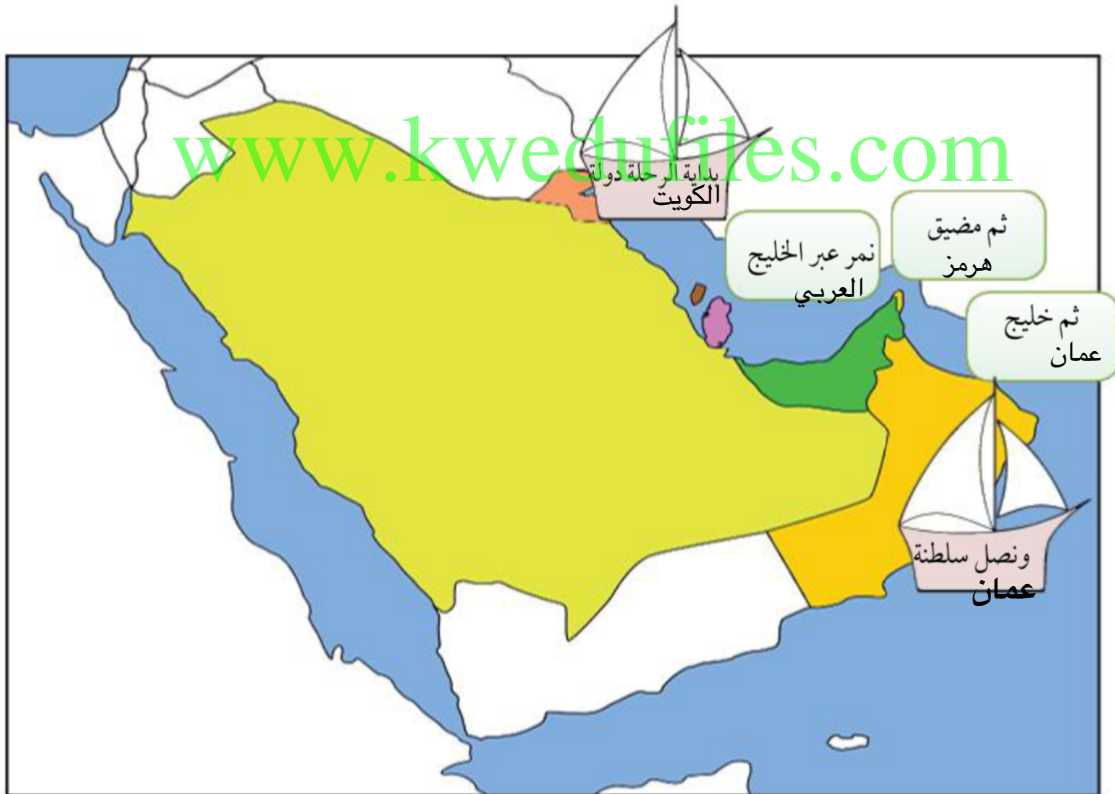 www.kwedufiles.com
بداية الرحلة دولة
الكويت
نمر عبر الخليج
العربي
ثم مضيق
هرمز
ثم خليج
عمان
ونصل سلطنة
عمان